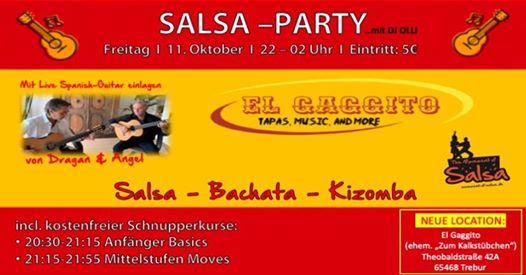 SALSA –PARTY ...mit DJ OLLI
Freitag I 11. Oktober I 22 – 02 Uhr I Eintritt: 5€
Mit Live Spanish-Guitar einlagen
von Dragan & Angel
EL GAGGITO
TAPAS, MUSIC, AND MORE
The Movement of
Salsa
Salsa - Bachata - Kizomba
incl. kostenfreier Schnupperkurse:
• 20:30-21:15 Anfänger Basics
• 21:15-21:55 Mittelstufen Moves
NEUE LOCATION:
El Gaggito
(ehem. „Zum Kalkstübchen")
Theobaldstraße 42A
65468 Trebur